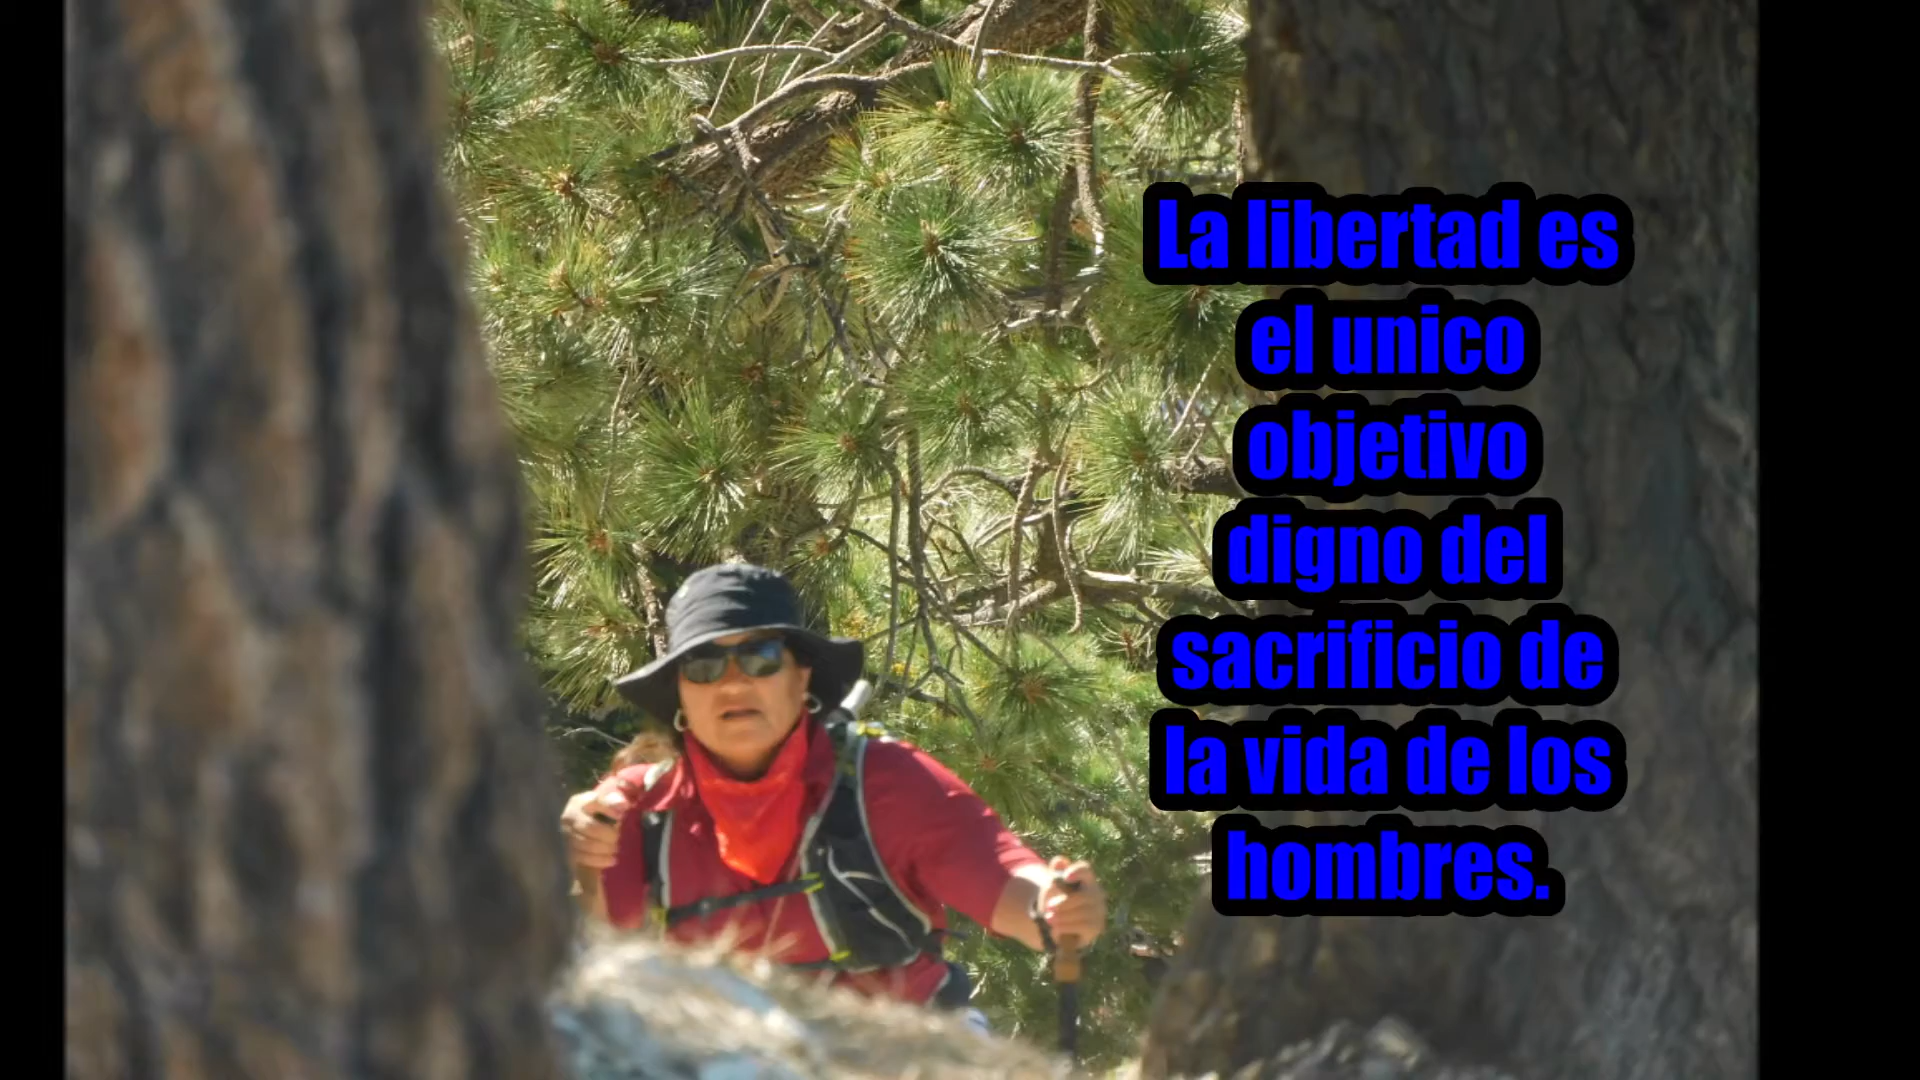 La libertad es
el unico
objetivo
digno del
sacrificio de
la vida de los
hombres.